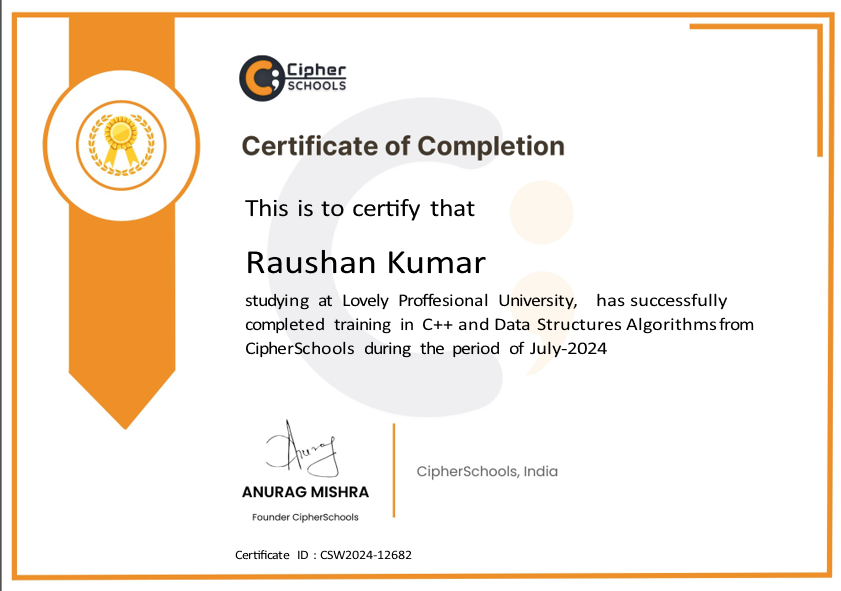 Cipher
SCHOOLS
Certificate of Completion
This is to certify that
Raushan Kumar
studying at Lovely Proffesional University, has successfully
completed training in C++ and Data Structures Algorithms from
CipherSchools during the period of July-2024
Anurag
ANURAG MISHRA
Founder CipherSchools
CipherSchools, India
Certificate ID : CSW2024-12682